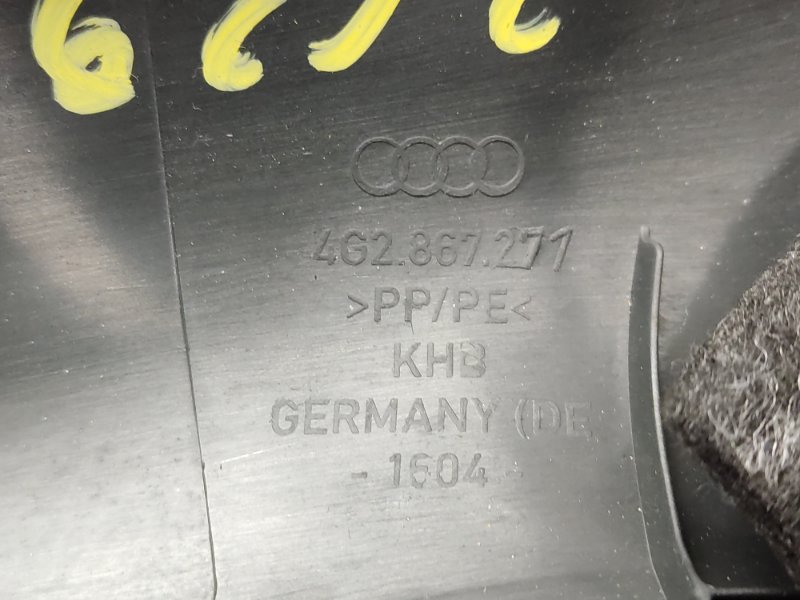 4G2.867.271
>PP/PE<
KHB
GERMANY (DE
- 1604 -